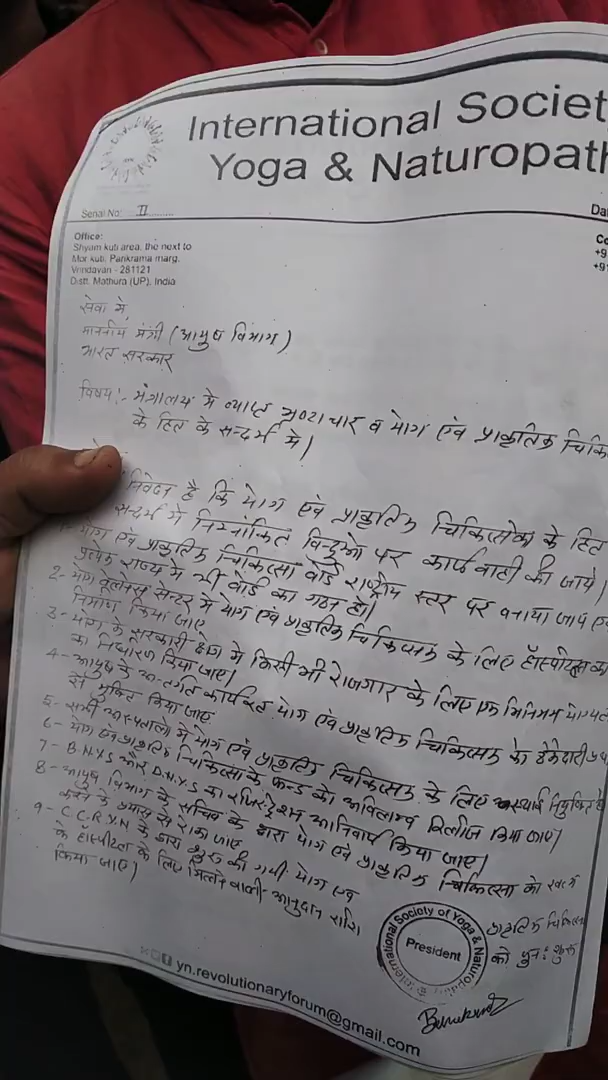 International Societ
Yoga & Naturopath
Serial No: II
Da
Office:
Shyam kuti area, the next to
Mor kuti, Parikrama marg,
Vrindavan - 281121
Distt. Mathura (UP), India
Co
+9
+91
सेवा में,
माननीय मंत्री (आयुष विभाग)
भारत सरकार
विषय:- मंत्रालय में व्याप्त भ्रष्टाचार व योग एवं प्राकृतिक चिकि
के हित के सन्दर्भ में।
निवेदन है कि योग एवं प्राकृतिक चिकित्सकों के हित
सन्दर्भ में निम्नांकित बिन्दुओं पर कार्यवाही की जाये।
योग एवं प्राकृतिक चिकित्सा बोर्ड राष्ट्रीय स्तर पर बनाया जाय
प्रत्येक राज्य में भी बोर्ड का गठन हो।
2- योग वैलनेस सेन्टर में योग एवं प्राकृतिक चिकित्सक के लिए
निर्माण किया जाए
3- योग के सरकारी क्षेत्र में किसी भी रोजगार के लिए एक मिनिमम
का निर्धारण किया जाए।
4- आयुष के अन्तर्गत कार्यरत योग एवं प्राकृतिक चिकित्सक को ठेकेदारी
से मुक्ति किया जाए
5- सभी अस्पतालों में योग एवं प्राकृतिक चिकित्सक के लिए नियुक्ति
6- योग एवं प्राकृतिक चिकित्सा के फन्ड को अविलम्ब रिलीज किया जाए।
7- B.N.Y.S और D.N.Y.S का अनिवार्य किया जाए।
8- आयुष विभाग के सचिव के द्वारा योग एवं प्राकृतिक चिकित्सा को
करने के प्रयास से रोका जाए
9- C.C.R.Y.N के द्वारा शुरू की गयी योग एवं प्राकृतिक चिकित्सा
के हॉस्पीटल के लिए मिलने वाली अनुदान राशि को पुनः शुरू
किया जाए।
International Society of Yoga & Naturopathy
President
yn.revolutionaryforum@gmail.com